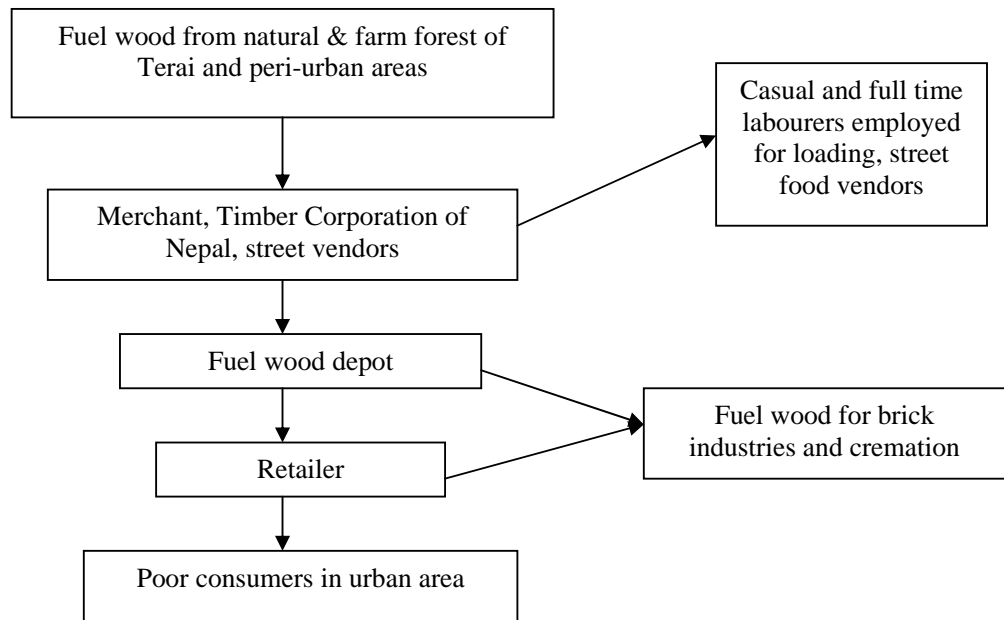 Fuel wood from natural & farm forest of
Terai and peri-urban areas
Casual and full time
labourers employed
for loading, street
food vendors
Merchant, Timber Corporation of
Nepal, street vendors
Fuel wood depot
Fuel wood for brick
industries and cremation
Retailer
Poor consumers in urban area